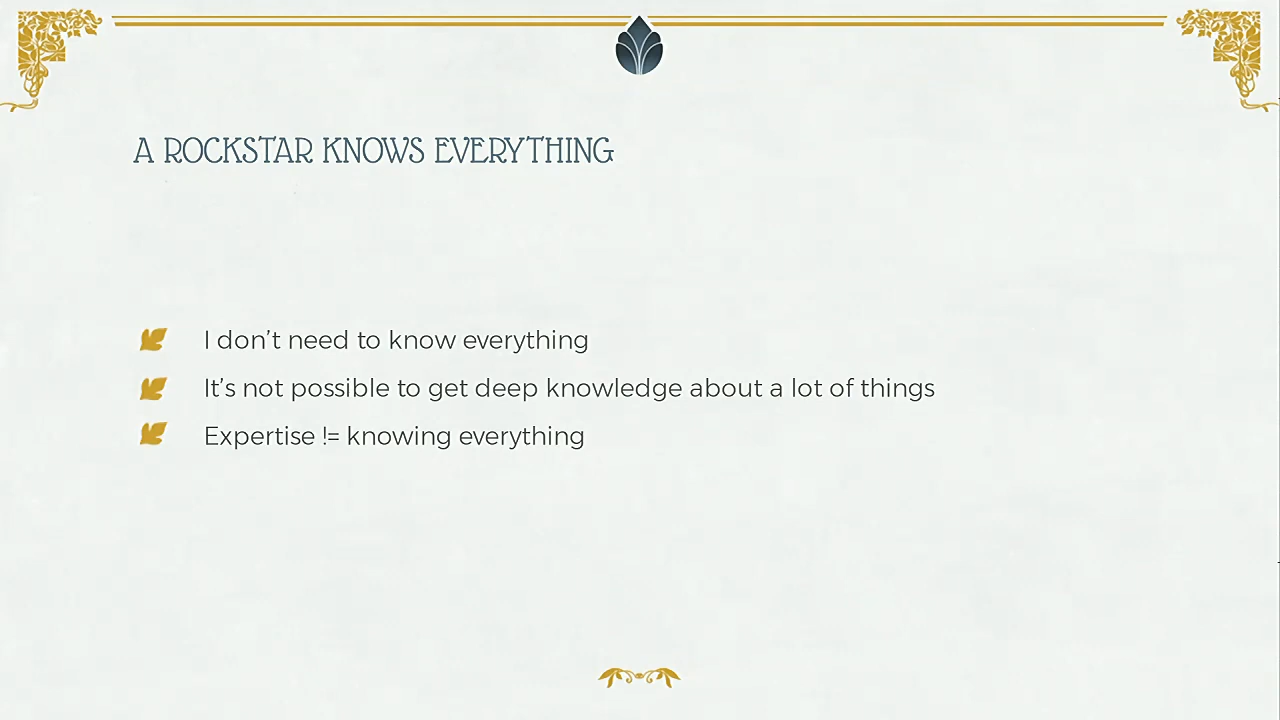 A ROCKSTAR KNOWS EVERYTHING
I don’t need to know everything
It’s not possible to get deep knowledge about a lot of things
Expertise != knowing everything